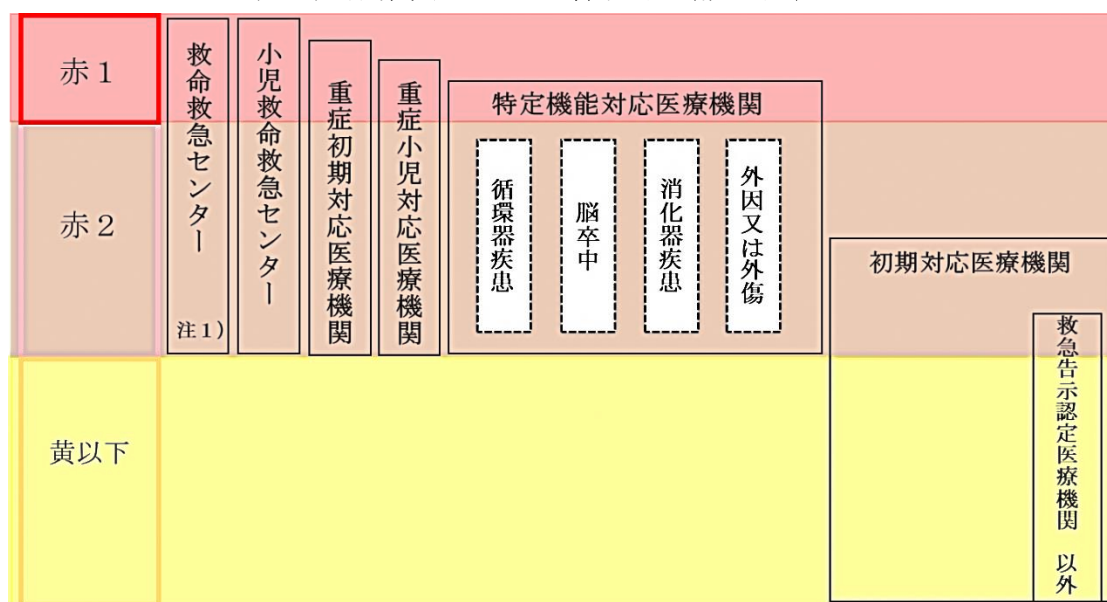 赤1
救命救急センター
注1)
小児救命救急センター
重症初期対応医療機関
重症小児対応医療機関
特定機能対応医療機関
循環器疾患
脳卒中
消化器疾患
外因又は外傷
赤2
初期対応医療機関
救急告示認定医療機関 以外
黄以下